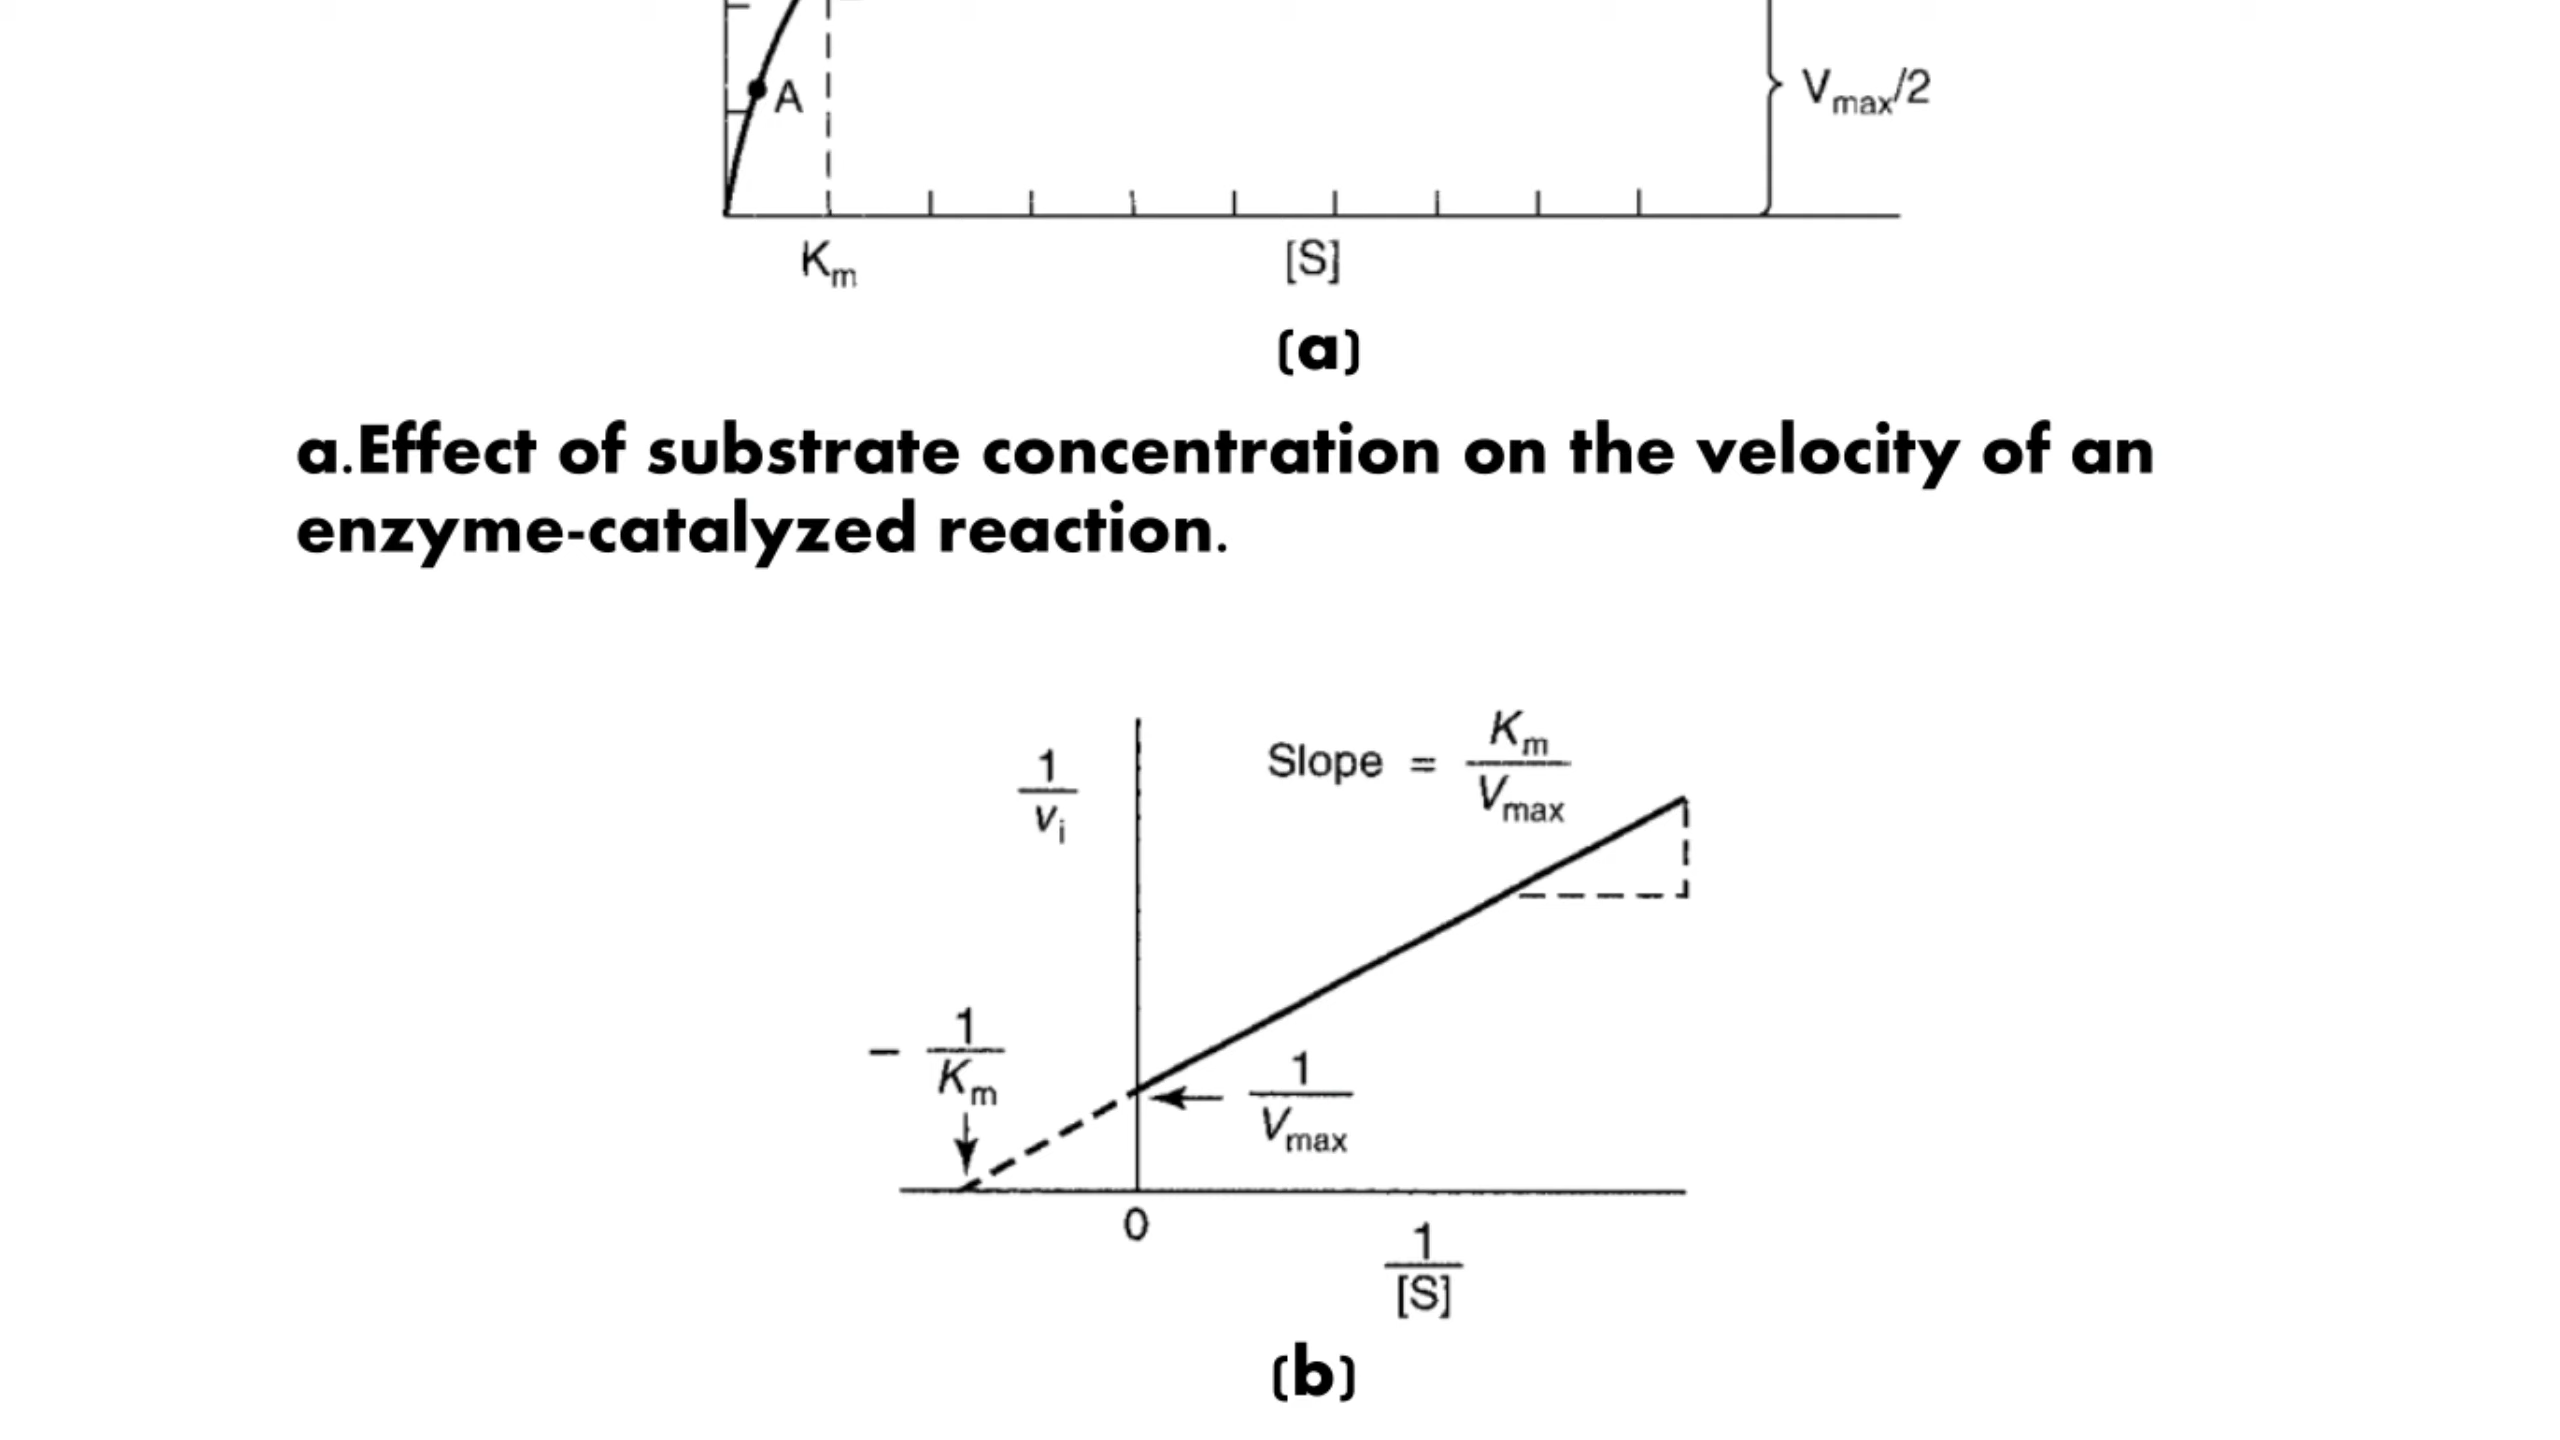 A
Vmax/2
Km
[S]
(a)
a.Effect of substrate concentration on the velocity of an
enzyme-catalyzed reaction.
1
vi
Slope = Km
Vmax
- 1
Km
1
Vmax
0
1
[S]
(b)